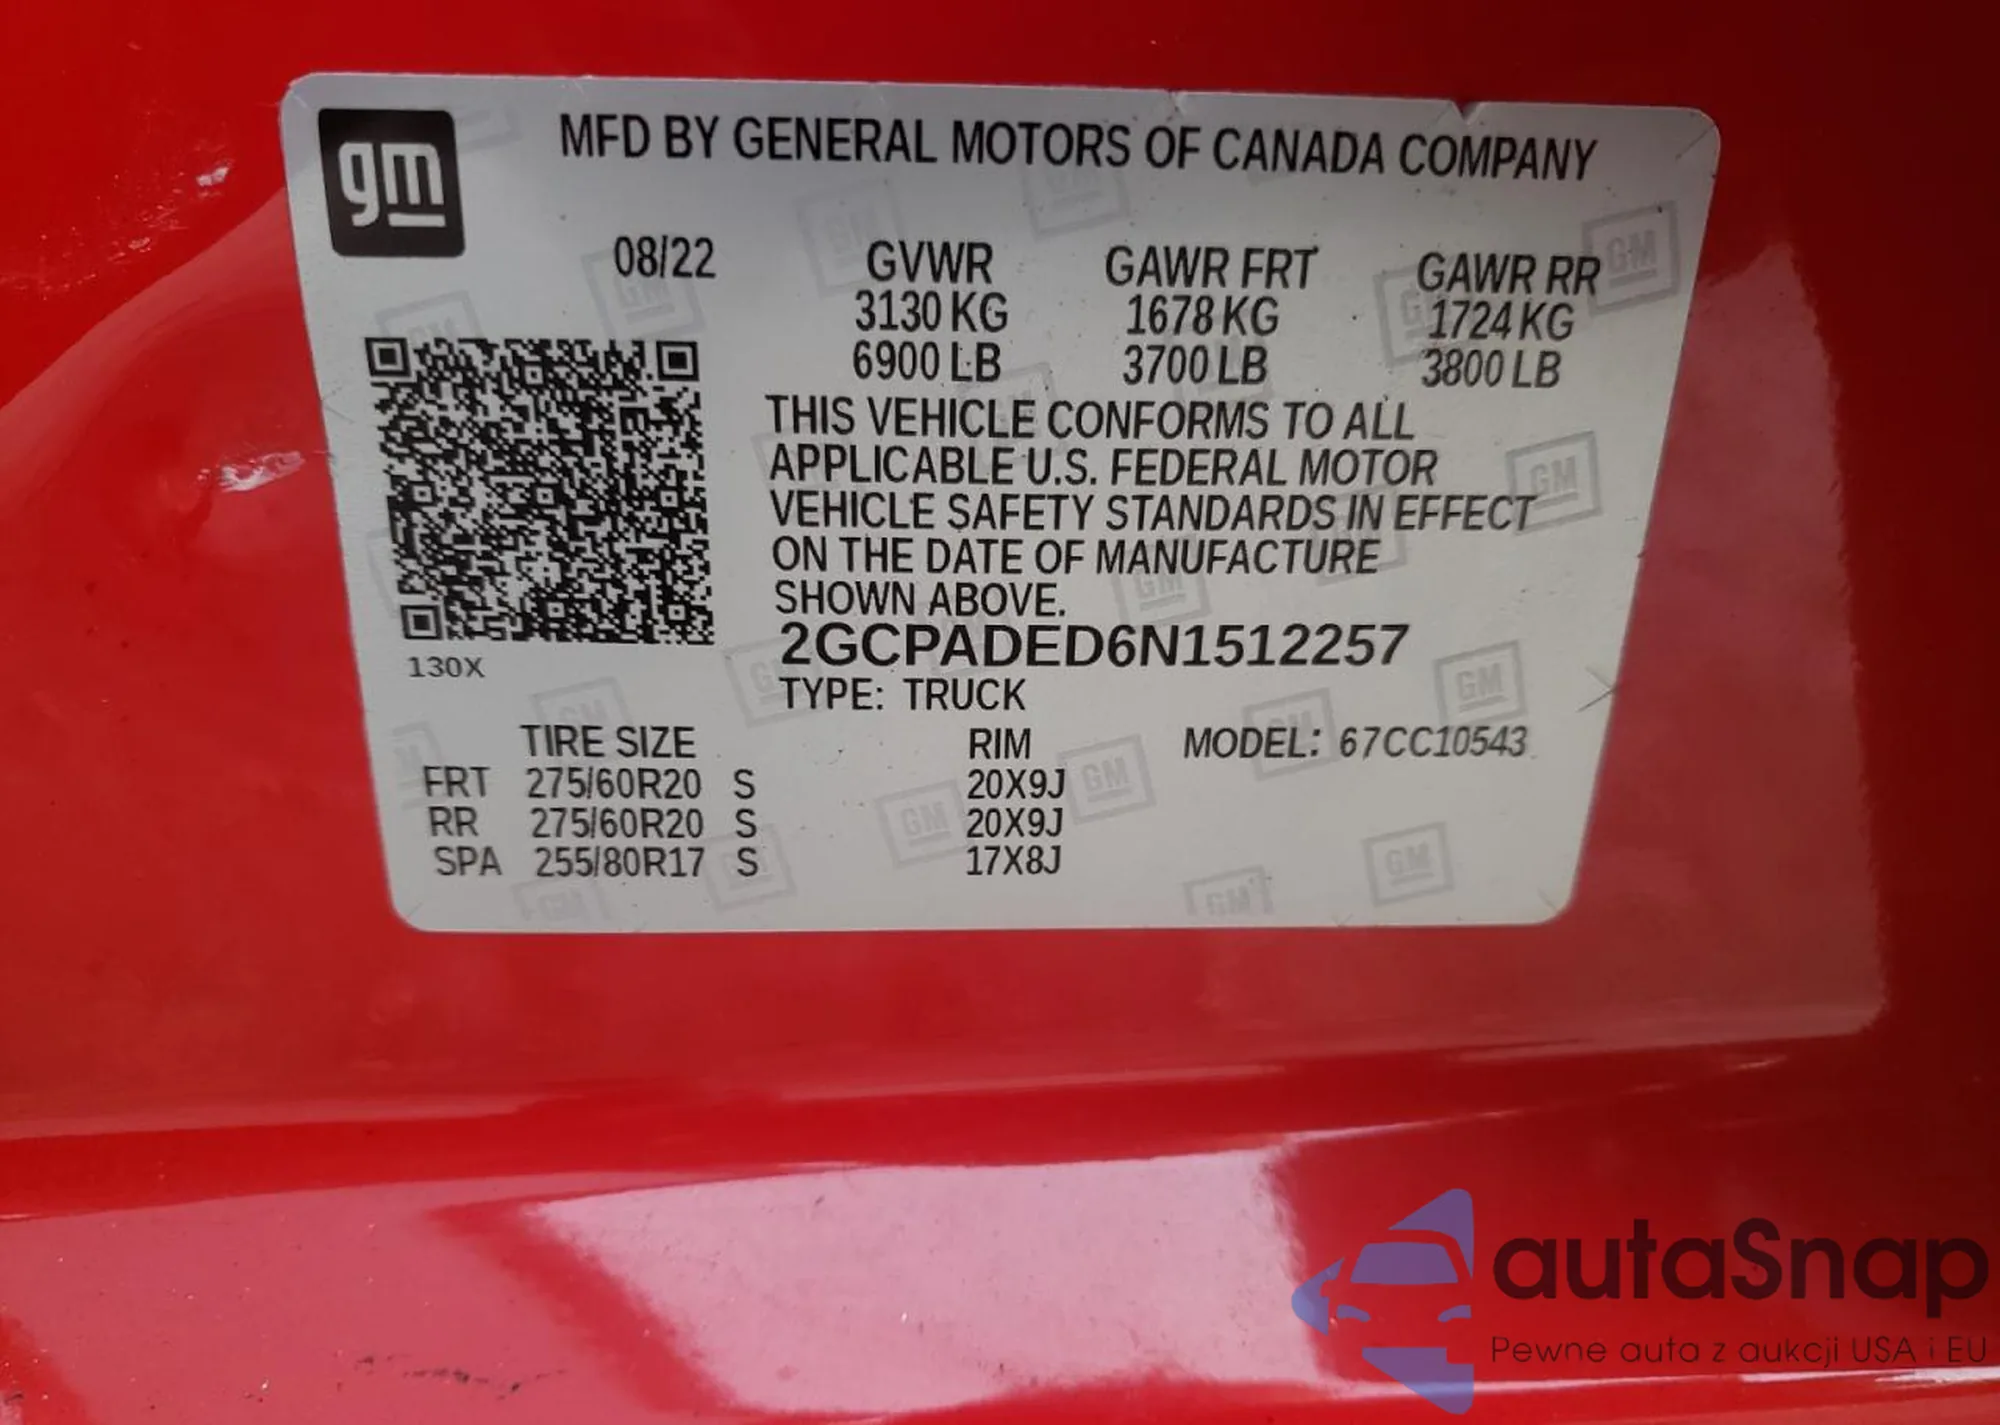 gm
MFD BY GENERAL MOTORS OF CANADA COMPANY
08/22 GVWR GAWR FRT GAWR RR
3130 KG 1678 KG 1724 KG
6900 LB 3700 LB 3800 LB
THIS VEHICLE CONFORMS TO ALL
APPLICABLE U.S. FEDERAL MOTOR
VEHICLE SAFETY STANDARDS IN EFFECT
ON THE DATE OF MANUFACTURE
SHOWN ABOVE.
2GCPADED6N1512257
130X
TYPE: TRUCK
TIRE SIZE RIM MODEL: 67CC10543
FRT 275/60R20 S 20X9J
RR 275/60R20 S 20X9J
SPA 255/80R17 S 17X8J
autaSnap
Pewne auta z aukcji USA i EU